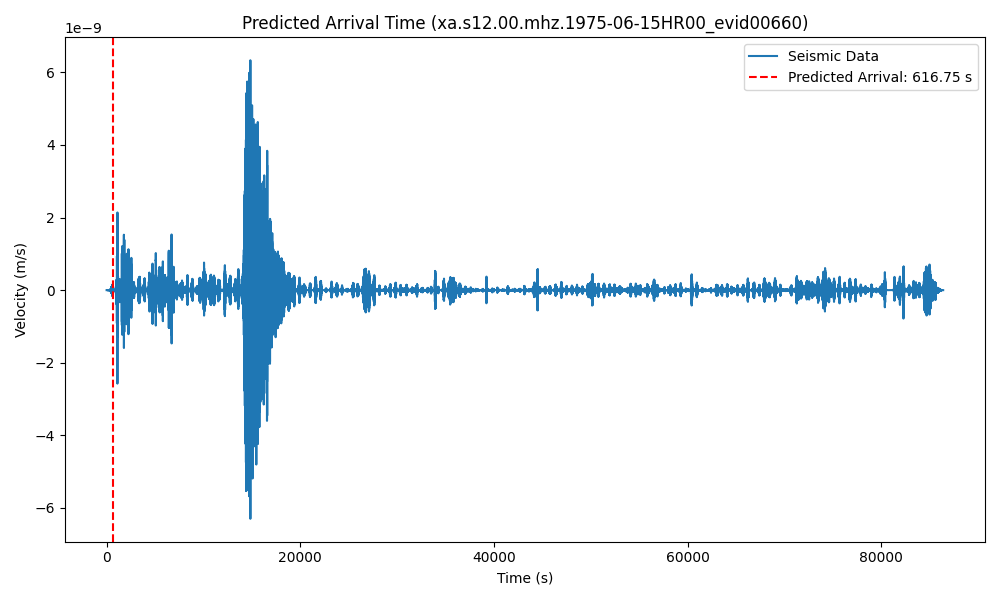 Predicted Arrival Time (xa.s12.00.mhz.1975-06-15HR00_evid00660)
1e−9
Seismic Data
Predicted Arrival: 616.75 s
6
4
2
0
−2
−4
−6
Velocity (m/s)
0
20000
40000
60000
80000
Time (s)